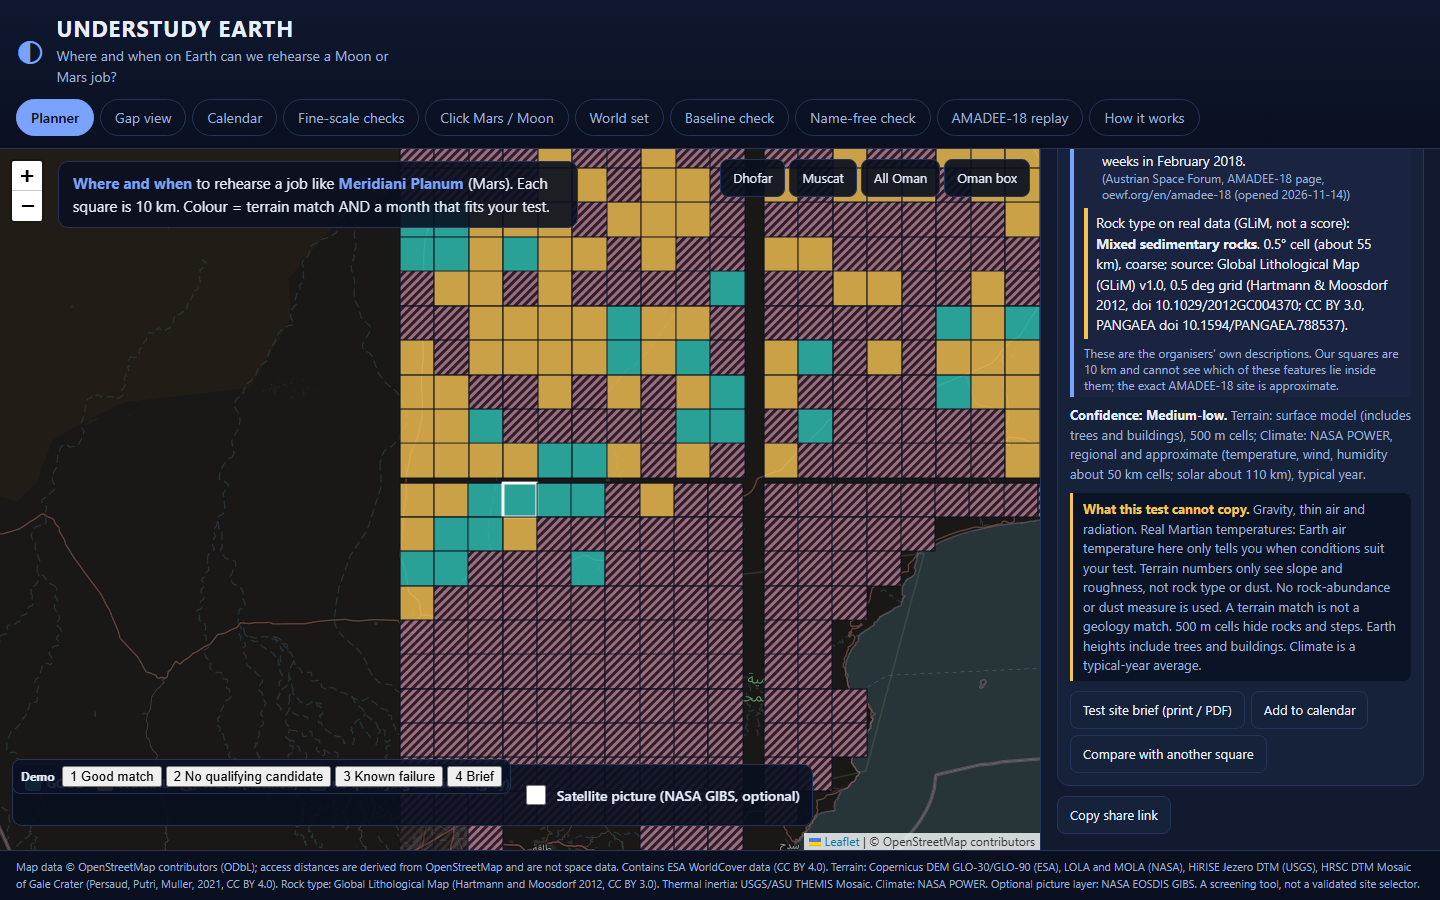 UNDERSTUDY EARTH
Where and when on Earth can we rehearse a Moon or
Mars job?
Planner
Gap view
Calendar
Fine-scale checks
Click Mars / Moon
World set
Baseline check
Name-free check
AMADEE-18 replay
How it works
+
−
Where and when to rehearse a job like Meridiani Planum (Mars). Each
square is 10 km. Colour = terrain match AND a month that fits your test.
Dhofar
Muscat
All Oman
Oman box
weeks in February 2018.
(Austrian Space Forum, AMADEE-18 page,
oewf.org/en/amadee-18 (opened 2026-11-14))
Rock type on real data (GLiM, not a score):
Mixed sedimentary rocks. 0.5° cell (about 55
km), coarse; source: Global Lithological Map
(GLiM) v1.0, 0.5 deg grid (Hartmann & Moosdorf
2012, doi 10.1029/2012GC004370; CC BY 3.0,
PANGAEA doi 10.1594/PANGAEA.788537).
These are the organisers' own descriptions. Our squares are
10 km and cannot see which of these features lie inside
them; the exact AMADEE-18 site is approximate.
Confidence: Medium-low. Terrain: surface model (includes
trees and buildings), 500 m cells; Climate: NASA POWER,
regional and approximate (temperature, wind, humidity
about 50 km cells; solar about 110 km), typical year.
What this test cannot copy. Gravity, thin air and
radiation. Real Martian temperatures: Earth air
temperature here only tells you when conditions suit
your test. Terrain numbers only see slope and
roughness, not rock type or dust. No rock-abundance
or dust measure is used. A terrain match is not a
geology match. 500 m cells hide rocks and steps. Earth
heights include trees and buildings. Climate is a
typical-year average.
Test site brief (print / PDF)
Add to calendar
Compare with another square
Copy share link
Demo
1 Good match
2 No qualifying candidate
3 Known failure
4 Brief
Satellite picture (NASA GIBS, optional)
Leaflet | © OpenStreetMap contributors
Map data © OpenStreetMap contributors (ODbL); access distances are derived from OpenStreetMap and are not space data. Contains ESA WorldCover data (CC BY 4.0). Terrain: Copernicus DEM GLO-30/GLO-90 (ESA), LOLA and MOLA (NASA), HiRISE Jezero DTM (USGS), HRSC DTM Mosaic
of Gale Crater (Persaud, Putri, Muller, 2021, CC BY 4.0). Rock type: Global Lithological Map (Hartmann and Moosdorf 2012, CC BY 3.0). Thermal inertia: USGS/ASU THEMIS Mosaic. Climate: NASA POWER. Optional picture layer: NASA EOSDIS GIBS. A screening tool, not a validated site selector.